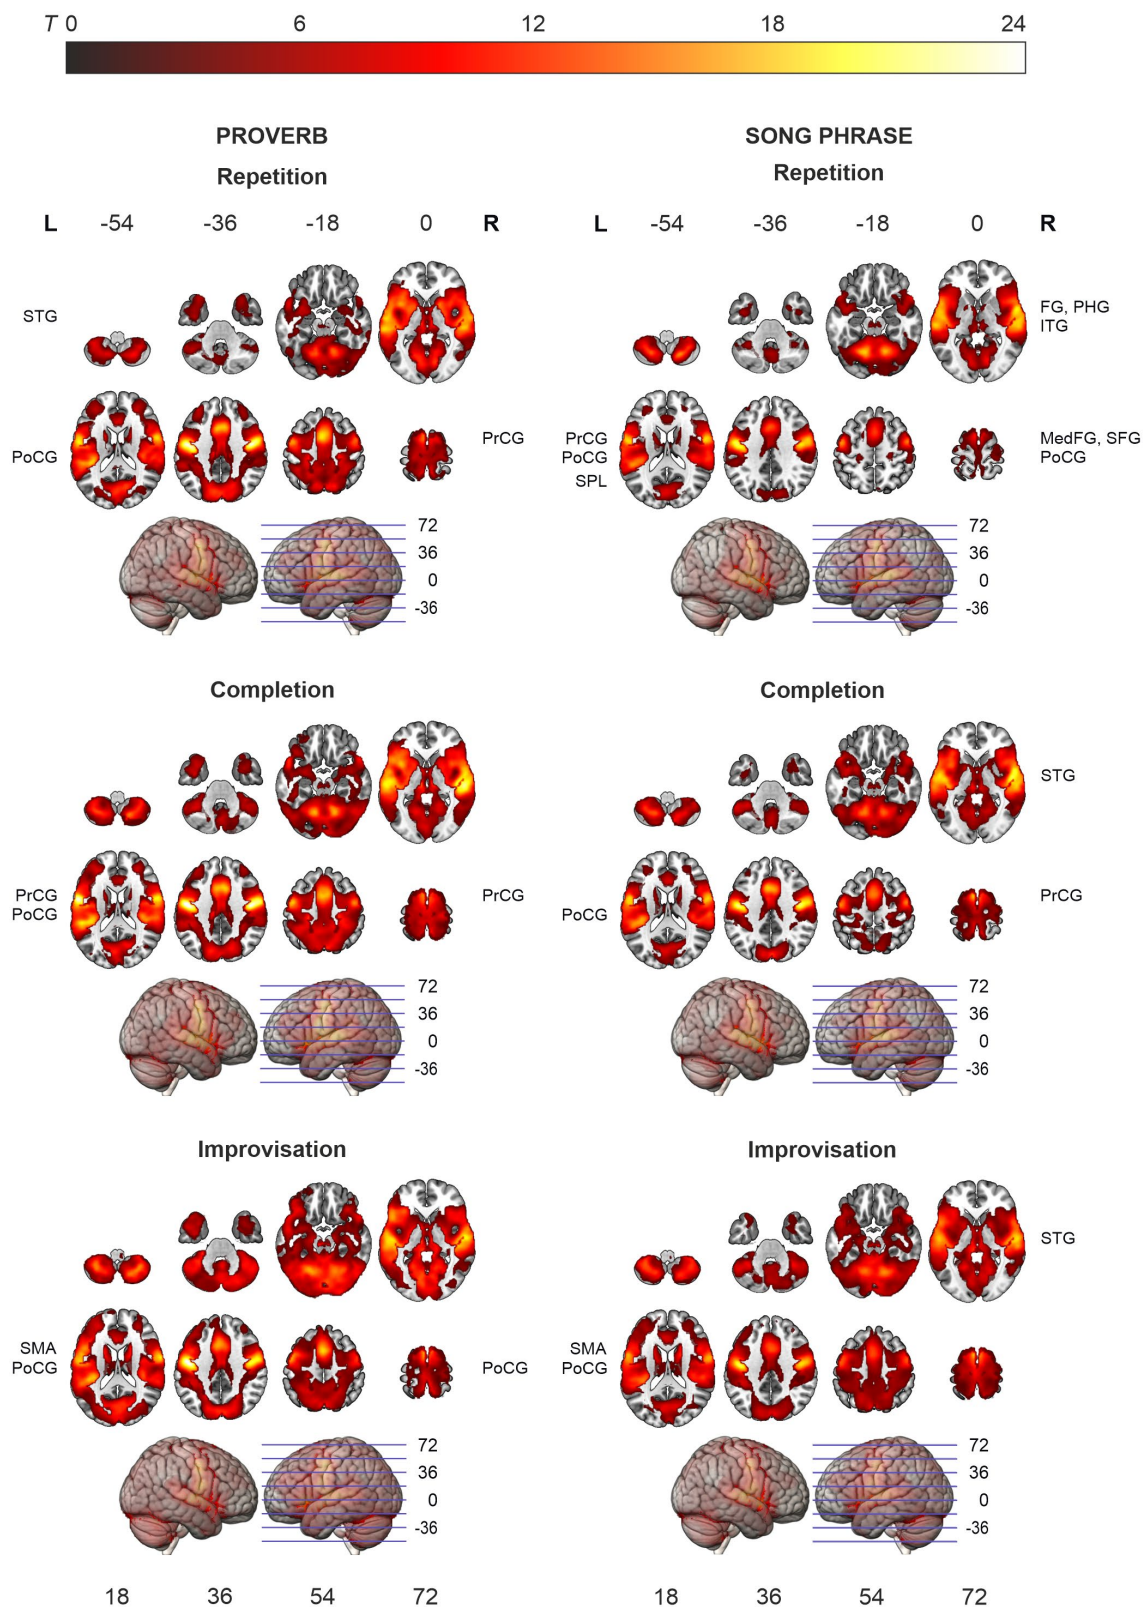 T 0 6 12 18 24
PROVERB
Repetition
L -54 -36 -18 0 R
STG
PoCG
PrCG
72
36
0
-36
Completion
PrCG
PoCG
PrCG
72
36
0
-36
Improvisation
SMA
PoCG
PoCG
72
36
0
-36
18 36 54 72
SONG PHRASE
Repetition
L -54 -36 -18 0 R
FG, PHG
ITG
PrCG
PoCG
SPL
MedFG, SFG
PoCG
72
36
0
-36
Completion
STG
PoCG
PrCG
72
36
0
-36
Improvisation
STG
SMA
PoCG
72
36
0
-36
18 36 54 72